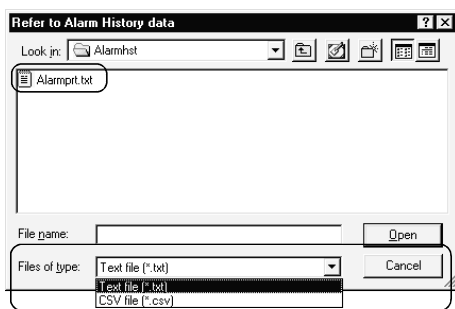 Refer to Alarm History data
Look in: Alarmhst
Alarmprt.txt
File name: Open
Files of type: Text file (*.txt) Cancel
Text file (*.txt)
CSV file (*.csv)